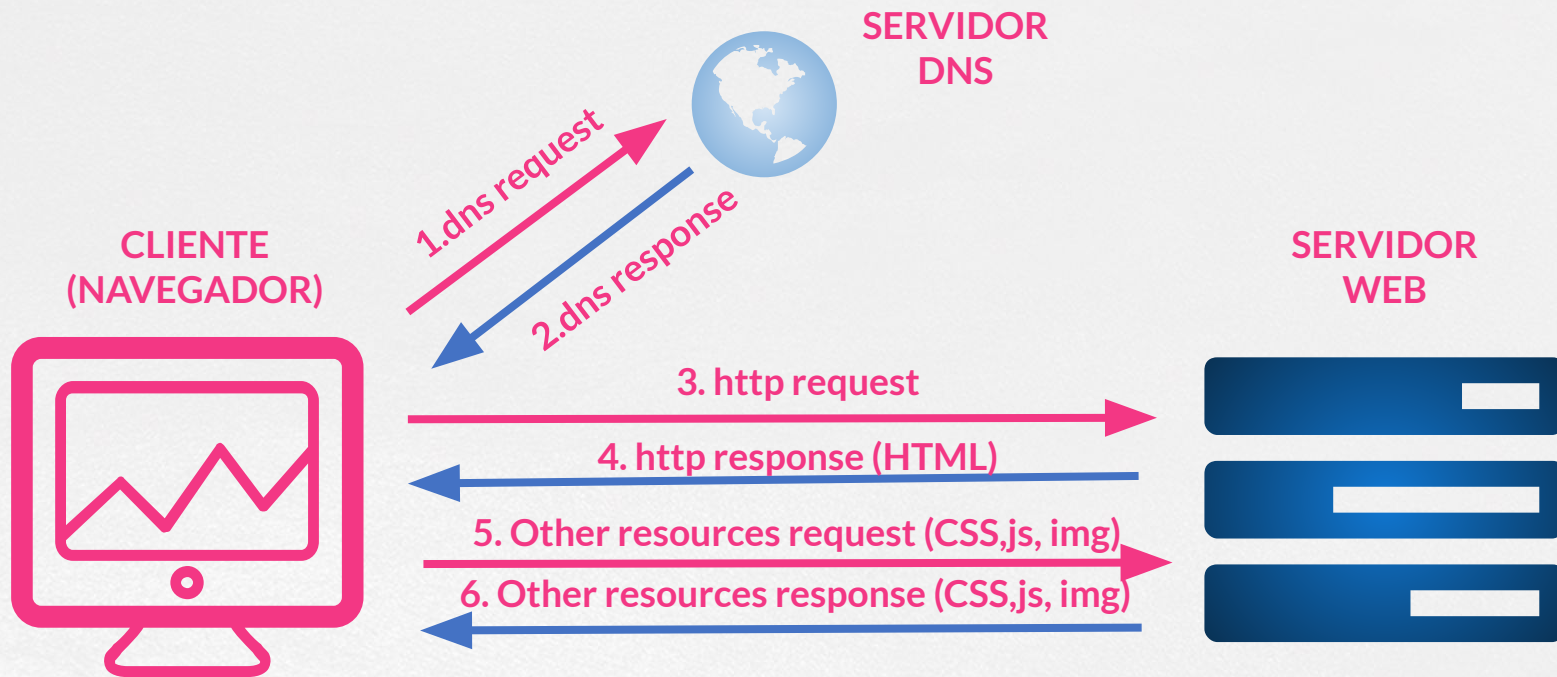 SERVIDOR
DNS
1.dns request
2.dns response
CLIENTE
(NAVEGADOR)
SERVIDOR
WEB
3. http request
4. http response (HTML)
5. Other resources request (CSS,js, img)
6. Other resources response (CSS,js, img)